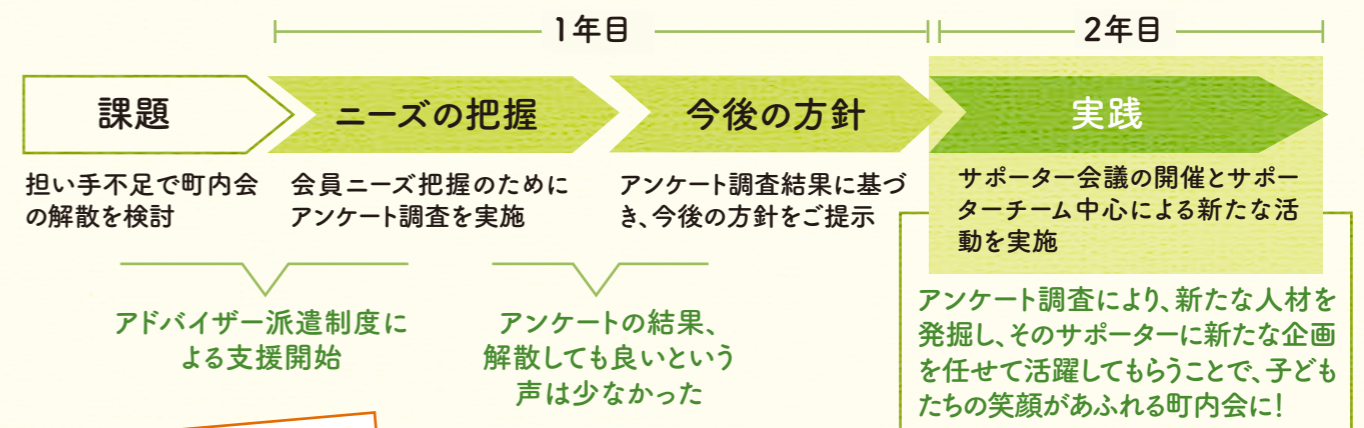 1年目
2年目
課題
ニーズの把握
今後の方針
実践
担い手不足で町内会
の解散を検討
会員ニーズ把握のために
アンケート調査を実施
アンケート調査結果に基づ
き、今後の方針をご提示
サポーター会議の開催とサポー
ターチーム中心による新たな活
動を実施
アドバイザー派遣制度に
よる支援開始
アンケートの結果、
解散しても良いという
声は少なかった
アンケート調査により、新たな人材を
発掘し、そのサポーターに新たな企画
を任せて活躍してもらうことで、子ども
たちの笑顔があふれる町内会に!